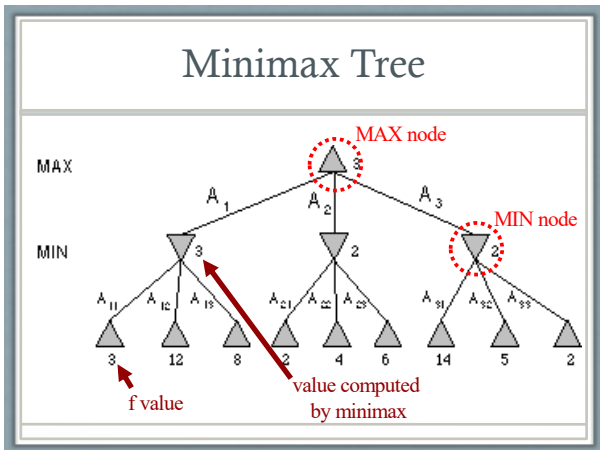 Minimax Tree
MAX node
MAX
3
A₁ A₂ A₃
MIN node
MIN
3 2 2
A₁₁ A₁₂ A₁₃ A₂₁ A₂₂ A₂₃ A₃₁ A₃₂ A₃₃
3 12 8 2 4 6 14 5 2
f value
value computed
by minimax